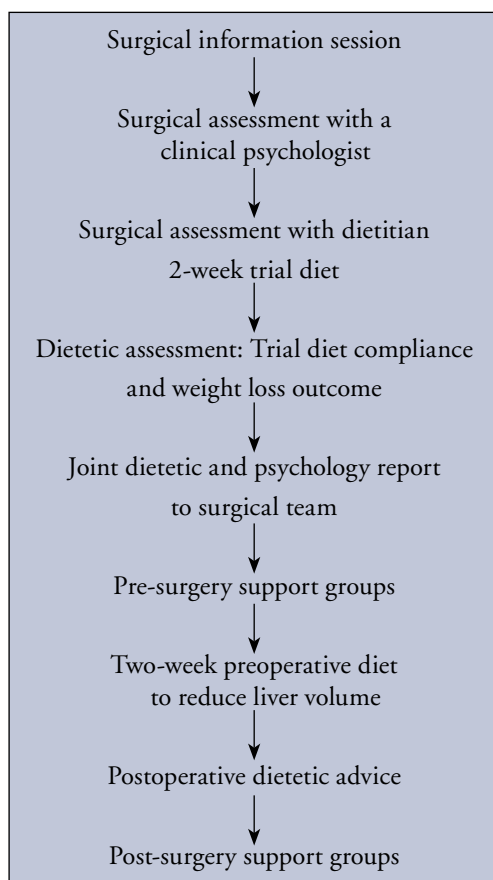 Surgical information session
Surgical assessment with a
clinical psychologist
Surgical assessment with dietitian
2-week trial diet
Dietetic assessment: Trial diet compliance
and weight loss outcome
Joint dietetic and psychology report
to surgical team
Pre-surgery support groups
Two-week preoperative diet
to reduce liver volume
Postoperative dietetic advice
Post-surgery support groups